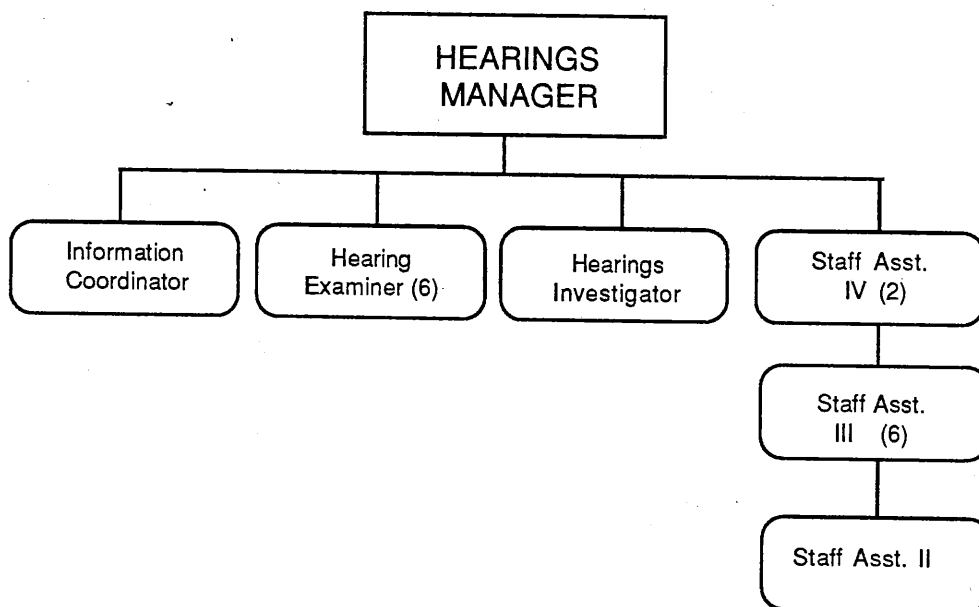 HEARINGS
MANAGER
Information
Coordinator
Hearing
Examiner (6)
Hearings
Investigator
Staff Asst.
IV (2)
Staff Asst.
III (6)
Staff Asst. II